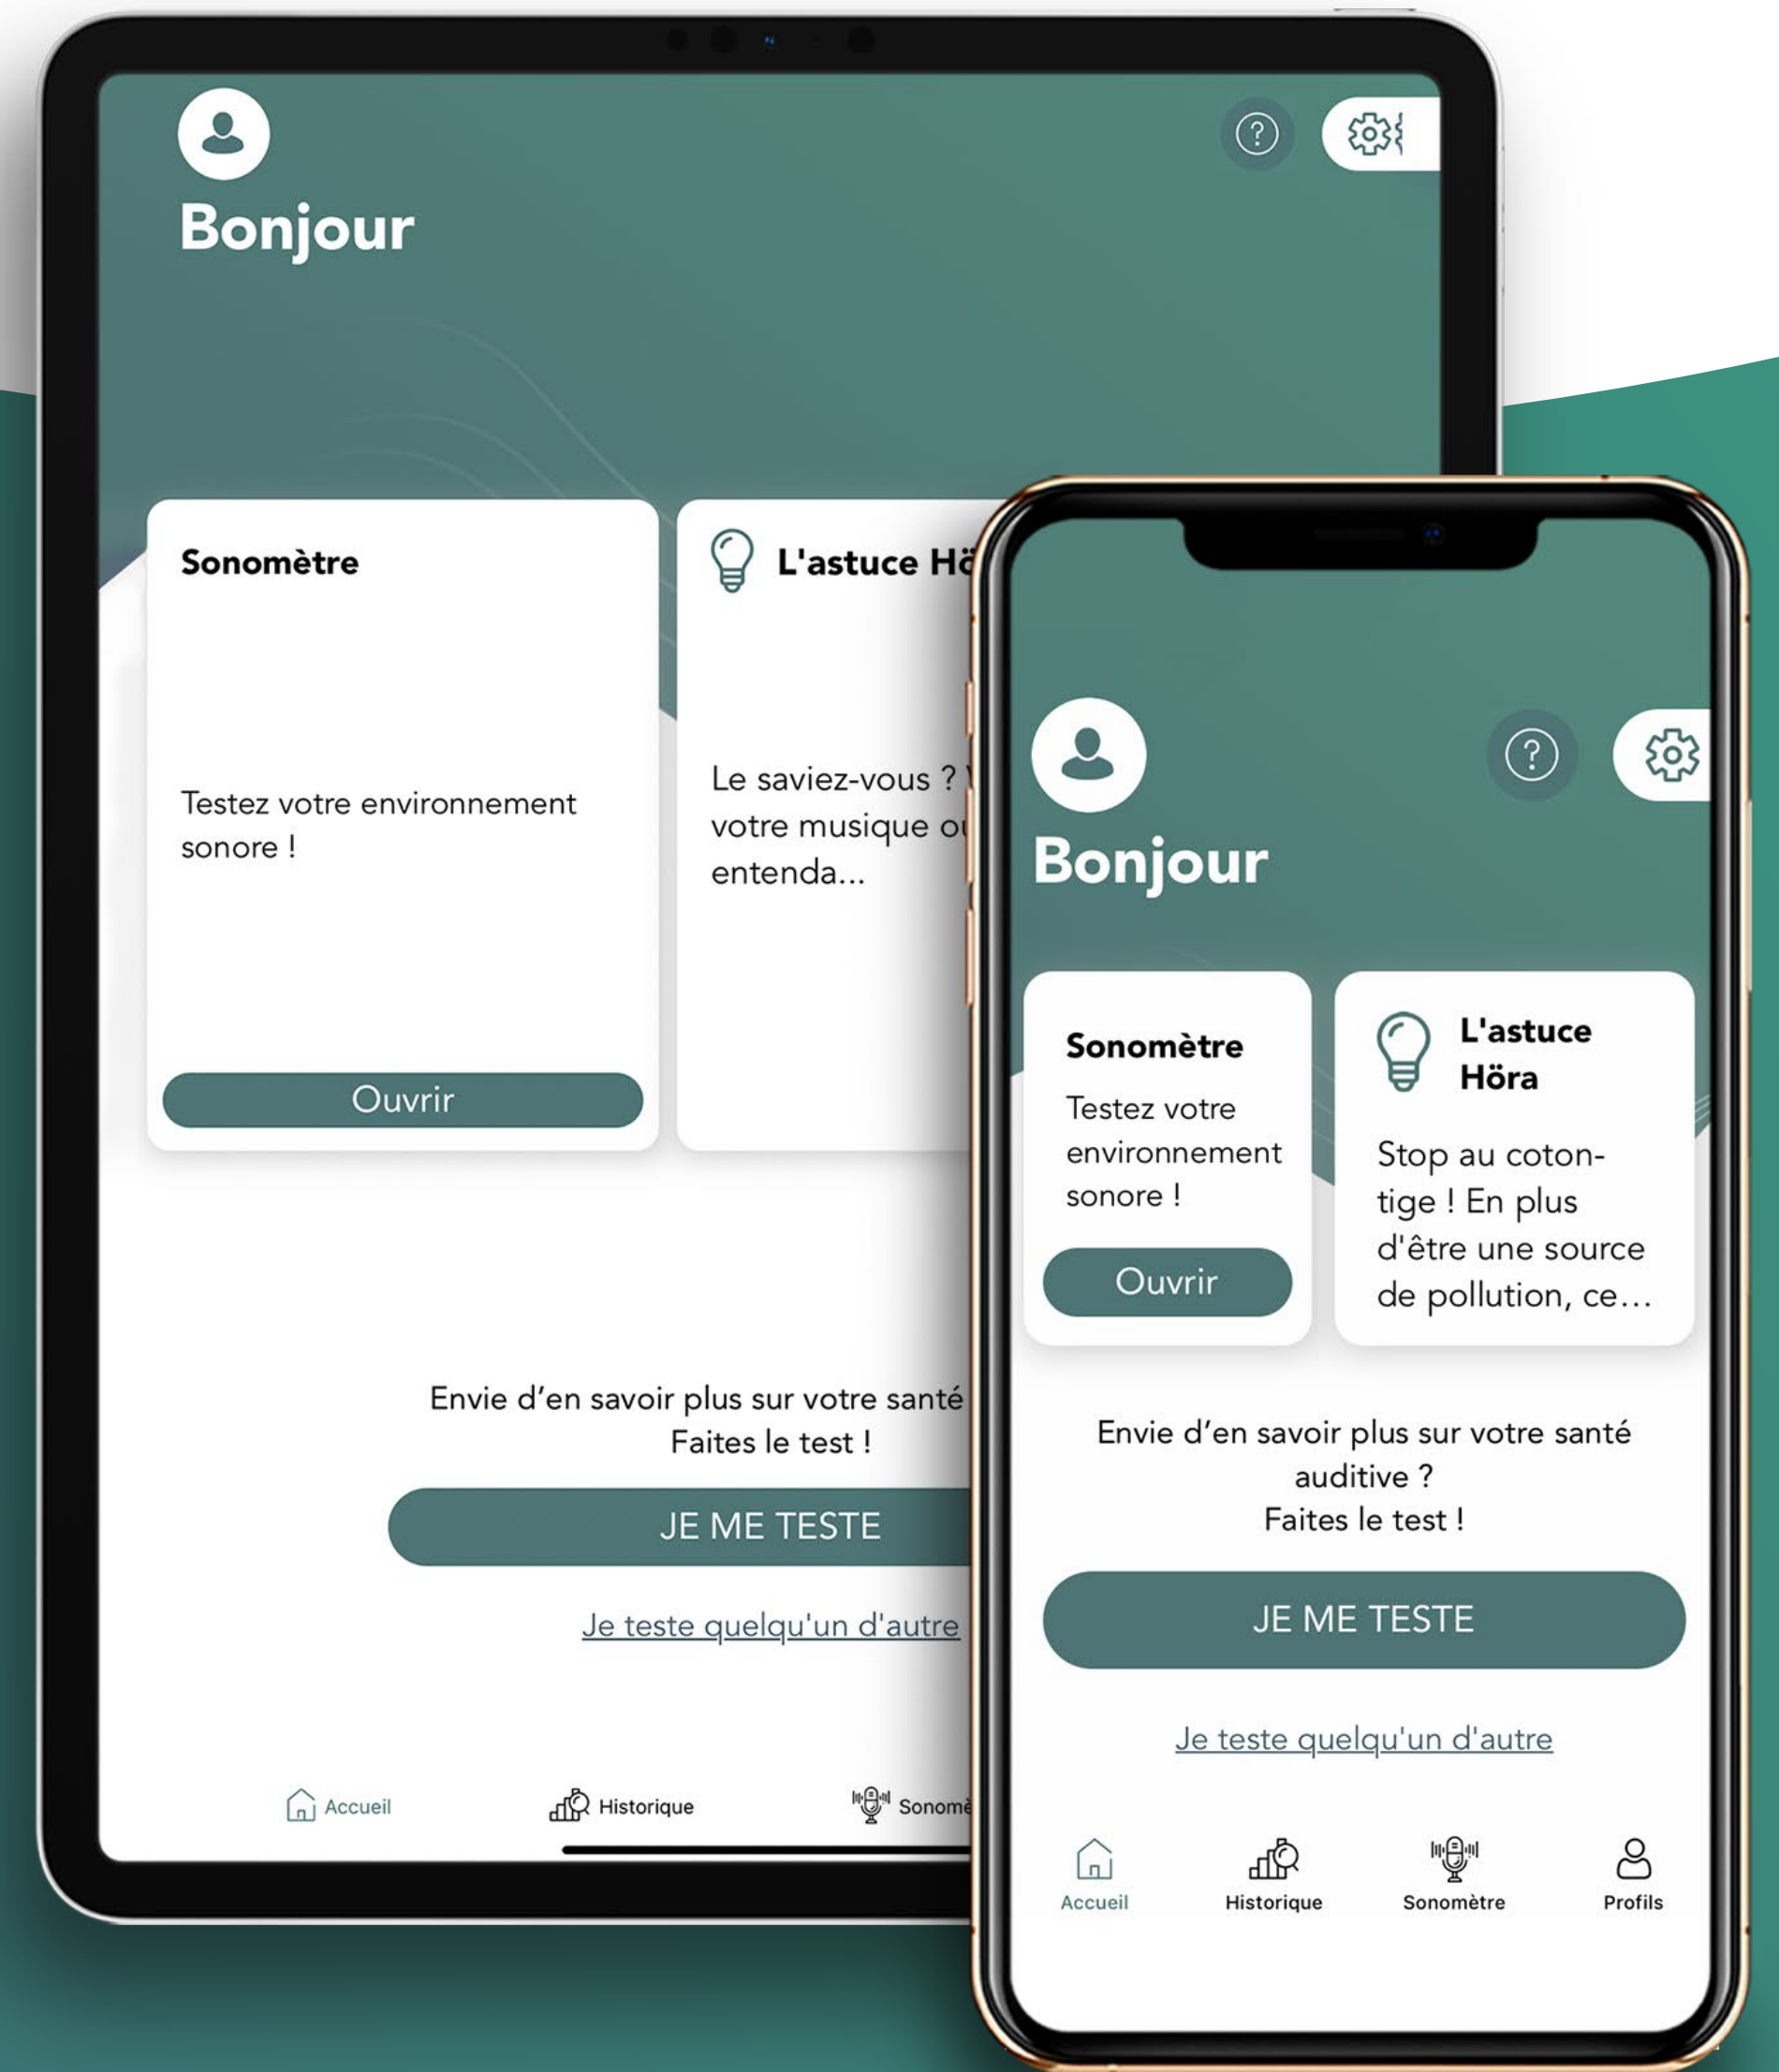 Bonjour
Sonomètre
Testez votre environnement
sonore !
Ouvrir
L'astuce
Le saviez-vous ?
votre musique
entenda...
Envie d'en savoir plus sur votre santé
Faites le test !
JE ME TESTE
Je teste quelqu'un d'autre
Accueil
Historique
Bonjour
Sonomètre
Testez votre
environnement
sonore !
Ouvrir
L'astuce
Höra
Stop au coton-
tige ! En plus
d'être une source
de pollution, ce...
Envie d'en savoir plus sur votre santé
auditive ?
Faites le test !
JE ME TESTE
Je teste quelqu'un d'autre
Accueil
Historique
Sonomètre
Profils